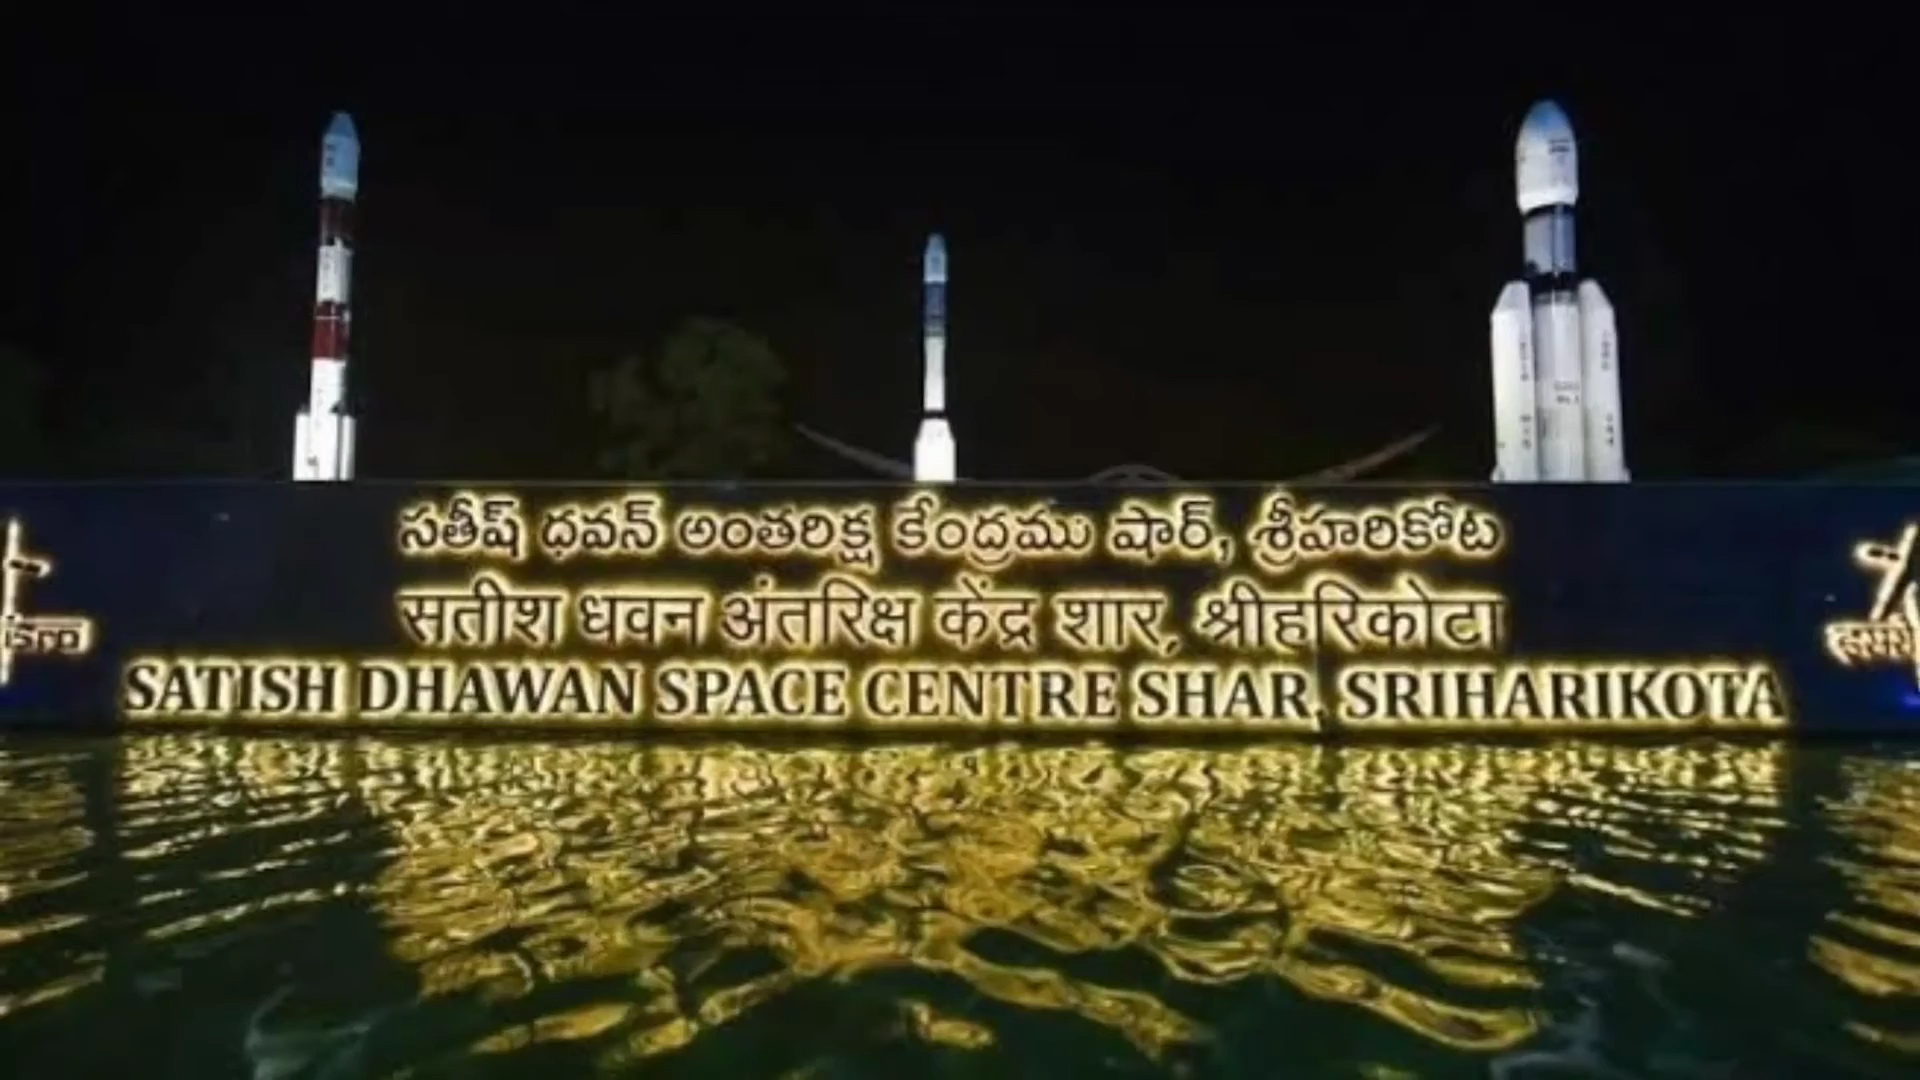 సతీష్ ధవన్ అంతరిక్ష కేంద్రము షార్, శ్రీహరికోట
सतीश धवन अंतरिक्ष केंद्र शार, श्रीहरिकोटा
SATISH DHAWAN SPACE CENTRE SHAR, SRIHARIKOTA